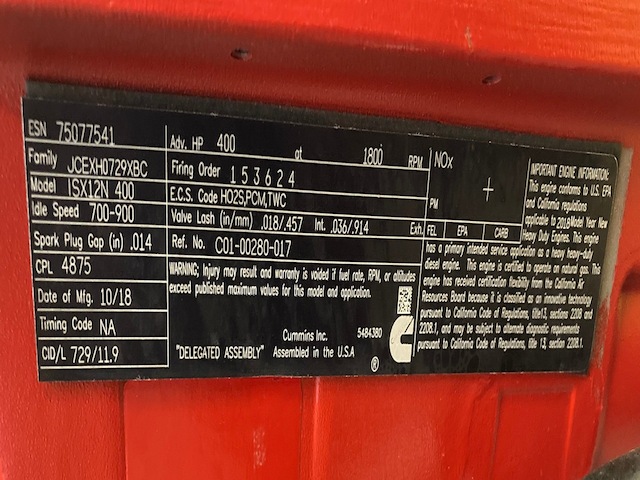 ESN 75077541
Family JCEXH0729XBC
Model ISX12N 400
Idle Speed 700-900
Spark Plug Gap (in) .014
CPL 4875
Date of Mfg. 10/18
Timing Code NA
CID/L 729/11.9
Adv. HP 400 at 1800 RPM
Firing Order 153624
E.C.S. Code HO2S,PCM,TWC
Valve Lash (in/mm) .018/.457 Int. .036/.914 Exh.
Ref. No. C01-00280-017
WARNING; Injury may result and warranty is voided if fuel rate, RPM, or altitudes
exceed published maximum values for this model and application.
Cummins Inc. 5484380
"DELEGATED ASSEMBLY" Assembled in the U.S.A
®
NOx
PM
FEL EPA CARB
IMPORTANT ENGINE INFORMATION:
This engine conforms to U.S. EPA
and California regulations
applicable to 2018 Model Year New
Heavy Duty Engines. This engine
has a primary intended service application as a heavy heavy-duty
diesel engine. This engine is certified to operate on natural gas. This
engine has received certification flexibility from the California Air
Resources Board because it is classified as an innovative technology
pursuant to California Code of Regulations, title13, sections 2208 and
2208.1, and may be subject to alternate diagnostic requirements
pursuant to California Code of Regulations, title 13, section 2208.1.